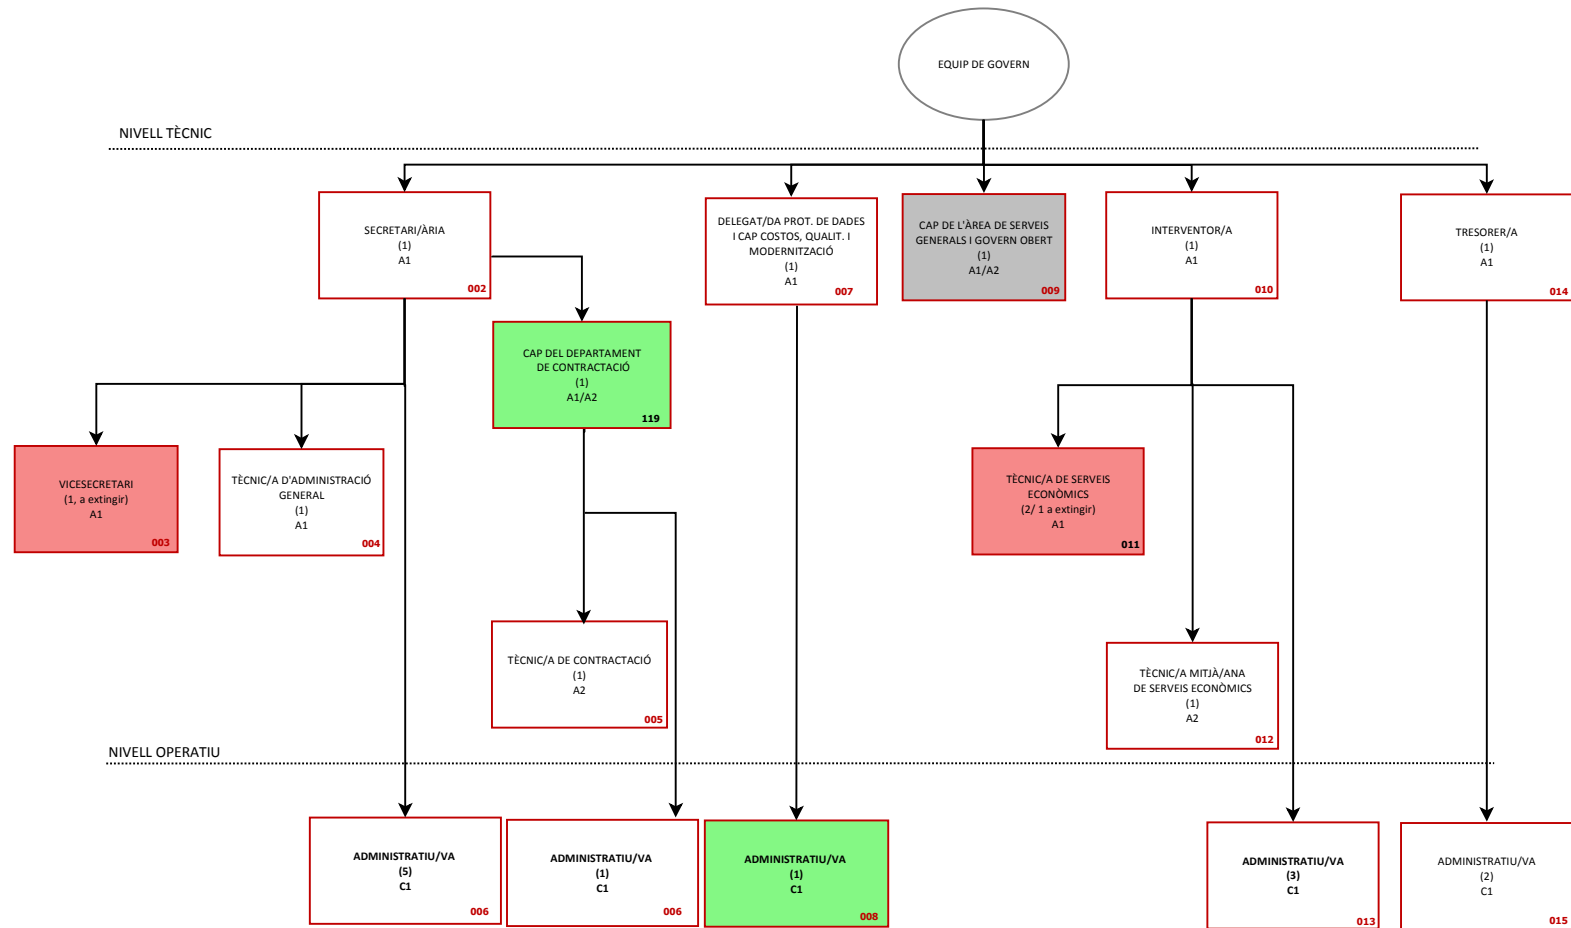 EQUIP DE GOVERN
NIVELL TÈCNIC
SECRETARI/ÀRIA
(1)
A1
002
DELEGAT/DA PROT. DE DADES
I CAP COSTOS, QUALIT. I
MODERNITZACIÓ
(1)
A1
007
CAP DE L'ÀREA DE SERVEIS
GENERALS I GOVERN OBERT
(1)
A1/A2
009
INTERVENTOR/A
(1)
A1
010
TRESORER/A
(1)
A1
014
CAP DEL DEPARTAMENT
DE CONTRACTACIÓ
(1)
A1/A2
119
VICESECRETARI
(1, a extingir)
A1
003
TÈCNIC/A D'ADMINISTRACIÓ
GENERAL
(1)
A1
004
TÈCNIC/A DE SERVEIS
ECONÒMICS
(2/ 1 a extingir)
A1
011
TÈCNIC/A DE CONTRACTACIÓ
(1)
A2
005
TÈCNIC/A MITJÀ/ANA
DE SERVEIS ECONÒMICS
(1)
A2
012
NIVELL OPERATIU
ADMINISTRATIU/VA
(5)
C1
006
ADMINISTRATIU/VA
(1)
C1
006
ADMINISTRATIU/VA
(1)
C1
008
ADMINISTRATIU/VA
(3)
C1
013
ADMINISTRATIU/VA
(2)
C1
015